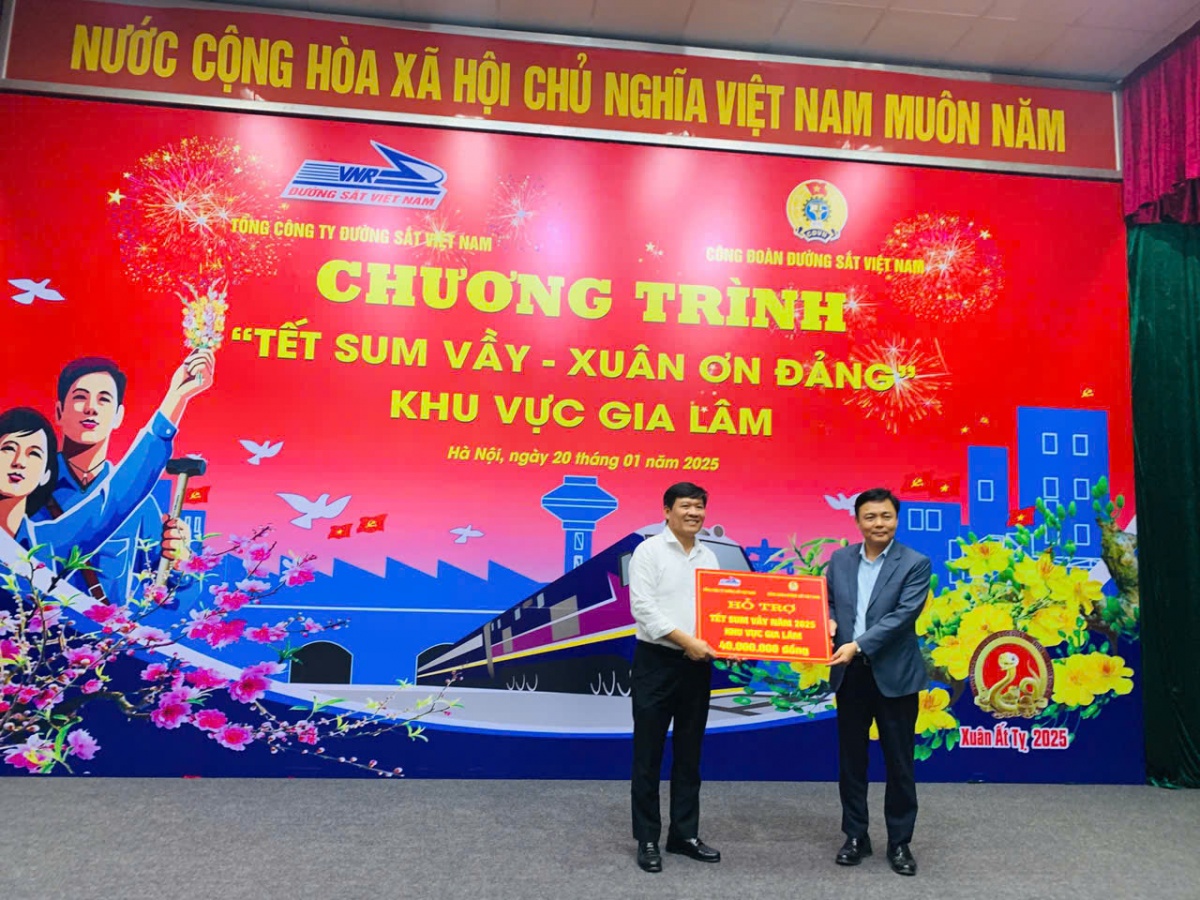 NƯỚC CỘNG HÒA XÃ HỘI CHỦ NGHĨA VIỆT NAM MUÔN NĂM
VNR
ĐƯỜNG SẮT VIỆT NAM
TỔNG CÔNG TY ĐƯỜNG SẮT VIỆT NAM
CÔNG ĐOÀN ĐƯỜNG SẮT VIỆT NAM
CHƯƠNG TRÌNH
“TẾT SUM VẦY - XUÂN ƠN ĐẢNG”
KHU VỰC GIA LÂM
Hà Nội, ngày 20 tháng 01 năm 2025
HỖ TRỢ
TẾT SUM VẦY NĂM 2025
KHU VỰC GIA LÂM
40.000.000 đồng
Xuân Ất Tỵ, 2025